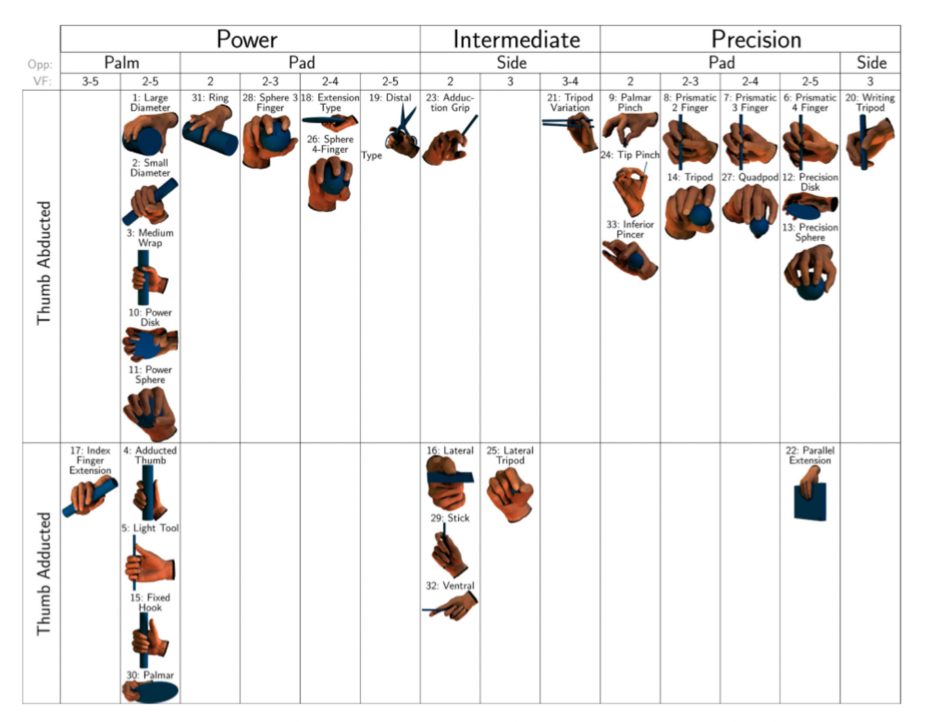 Power Intermediate Precision
Opp: Palm Pad Side Pad Side
VF: 3-5 2-5 2 2-3 2-4 2-5 2 3 3-4 2 2-3 2-4 2-5 3
Thumb Abducted
1: Large
Diameter
2: Small
Diameter
3: Medium
Wrap
10: Power
Disk
11: Power
Sphere
31: Ring
28: Sphere 3
Finger
18: Extension
Type
26: Sphere
4-Finger
19: Distal
Type
23: Adduc-
tion Grip
21: Tripod
Variation
9: Palmar
Pinch
24: Tip Pinch
33: Inferior
Pincer
8: Prismatic
2 Finger
14: Tripod
7: Prismatic
3 Finger
27: Quadpod
6: Prismatic
4 Finger
12: Precision
Disk
13: Precision
Sphere
20: Writing
Tripod
Thumb Adducted
17: Index
Finger
Extension
4: Adducted
Thumb
5: Light Tool
15: Fixed
Hook
30: Palmar
16: Lateral
29: Stick
32: Ventral
25: Lateral
Tripod
22: Parallel
Extension